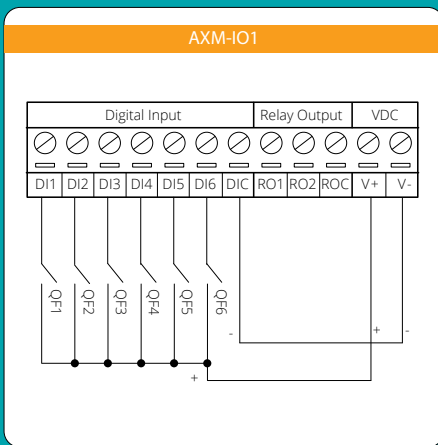 AXM-IO1
Digital Input Relay Output VDC
DI1 DI2 DI3 DI4 DI5 DI6 DIC RO1 RO2 ROC V+ V-
QF1 QF2 QF3 QF4 QF5 QF6
- + -
+